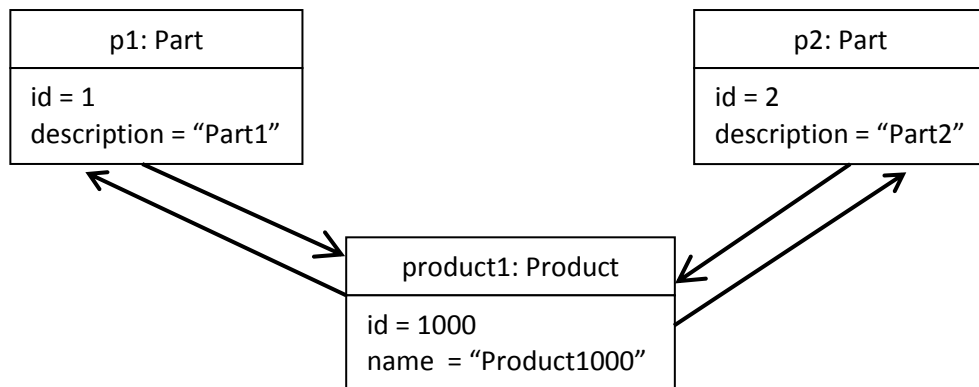 p1: Part
id = 1
description = “Part1”
p2: Part
id = 2
description = “Part2”
product1: Product
id = 1000
name  = “Product1000”